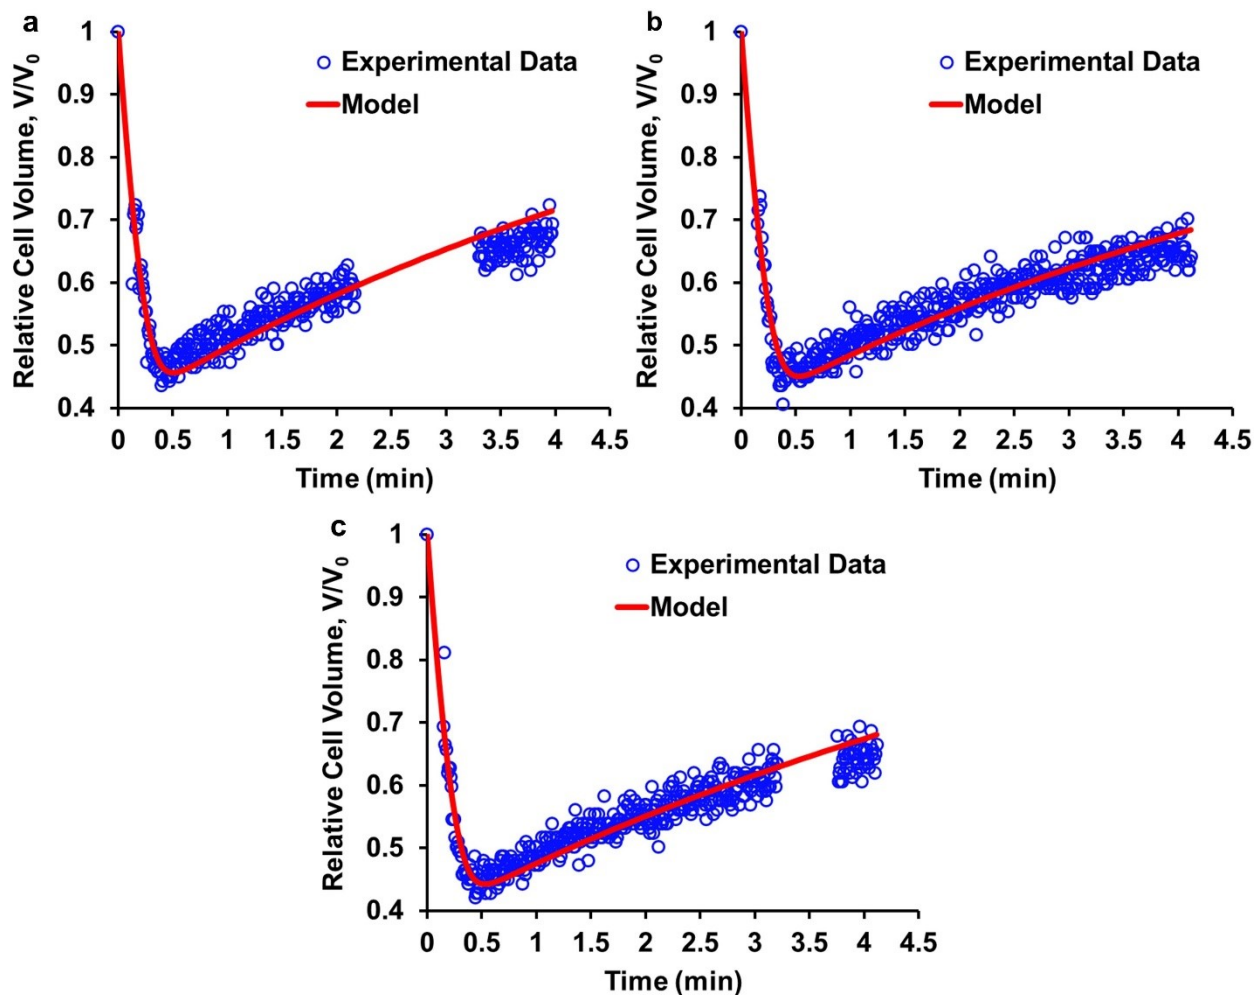 a
1
0.9
0.8
0.7
0.6
0.5
0.4
Relative Cell Volume, V/V₀
Experimental Data
Model
0 0.5 1 1.5 2 2.5 3 3.5 4 4.5
Time (min)
b
1
0.9
0.8
0.7
0.6
0.5
0.4
Relative Cell Volume, V/V₀
Experimental Data
Model
0 0.5 1 1.5 2 2.5 3 3.5 4 4.5
Time (min)
c
1
0.9
0.8
0.7
0.6
0.5
0.4
Relative Cell Volume, V/V₀
Experimental Data
Model
0 0.5 1 1.5 2 2.5 3 3.5 4 4.5
Time (min)